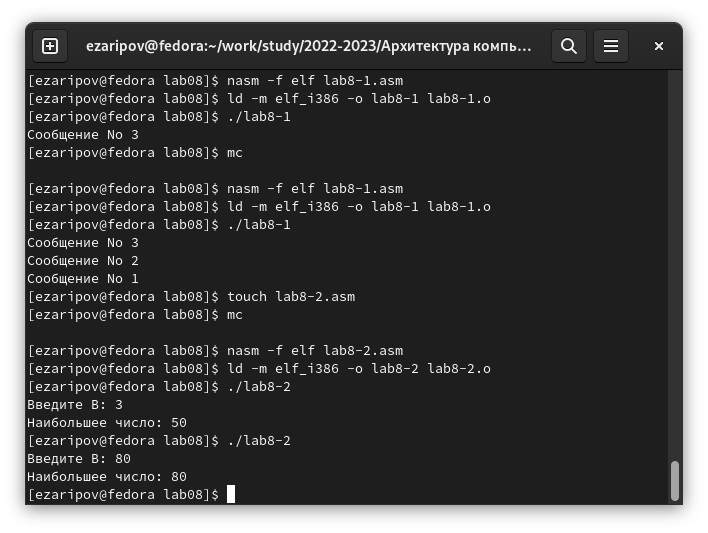 ezaripov@fedora:~/work/study/2022-2023/Архитектура компь...
[ezaripov@fedora lab08]$ nasm -f elf lab8-1.asm
[ezaripov@fedora lab08]$ ld -m elf_i386 -o lab8-1 lab8-1.o
[ezaripov@fedora lab08]$ ./lab8-1
Сообщение No 3
[ezaripov@fedora lab08]$ mc
[ezaripov@fedora lab08]$ nasm -f elf lab8-1.asm
[ezaripov@fedora lab08]$ ld -m elf_i386 -o lab8-1 lab8-1.o
[ezaripov@fedora lab08]$ ./lab8-1
Сообщение No 3
Сообщение No 2
Сообщение No 1
[ezaripov@fedora lab08]$ touch lab8-2.asm
[ezaripov@fedora lab08]$ mc
[ezaripov@fedora lab08]$ nasm -f elf lab8-2.asm
[ezaripov@fedora lab08]$ ld -m elf_i386 -o lab8-2 lab8-2.o
[ezaripov@fedora lab08]$ ./lab8-2
Введите B: 3
Наибольшее число: 50
[ezaripov@fedora lab08]$ ./lab8-2
Введите B: 80
Наибольшее число: 80
[ezaripov@fedora lab08]$